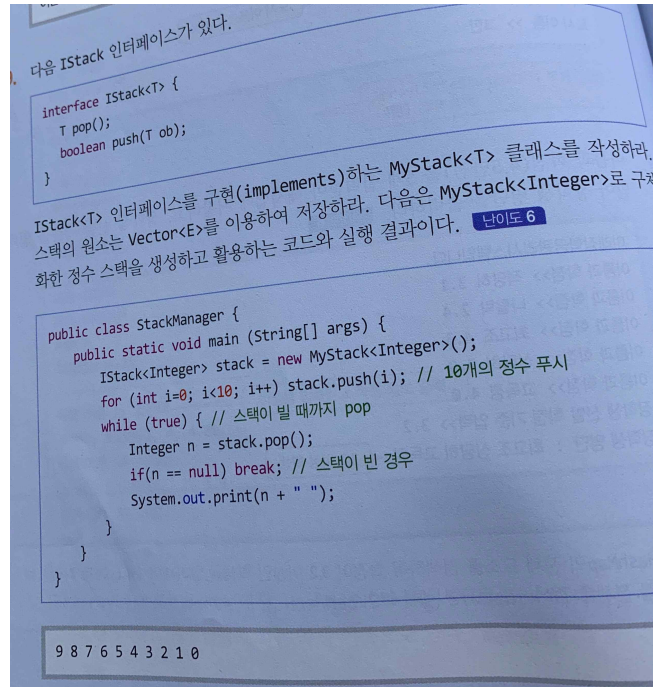 다음 IStack 인터페이스가 있다.
interface IStack<T> {
T pop();
boolean push(T ob);
}
IStack<T> 인터페이스를 구현(implements)하는 MyStack<T> 클래스를 작성하라.
스택의 원소는 Vector<E>를 이용하여 저장하라. 다음은 MyStack<Integer>로 구체
화한 정수 스택을 생성하고 활용하는 코드와 실행 결과이다. 난이도 6
public class StackManager {
public static void main (String[] args) {
IStack<Integer> stack = new MyStack<Integer>();
for (int i=0; i<10; i++) stack.push(i); // 10개의 정수 푸시
while (true) { // 스택이 빌 때까지 pop
Integer n = stack.pop();
if(n == null) break; // 스택이 빈 경우
System.out.print(n + " ");
}
}
}
9 8 7 6 5 4 3 2 1 0